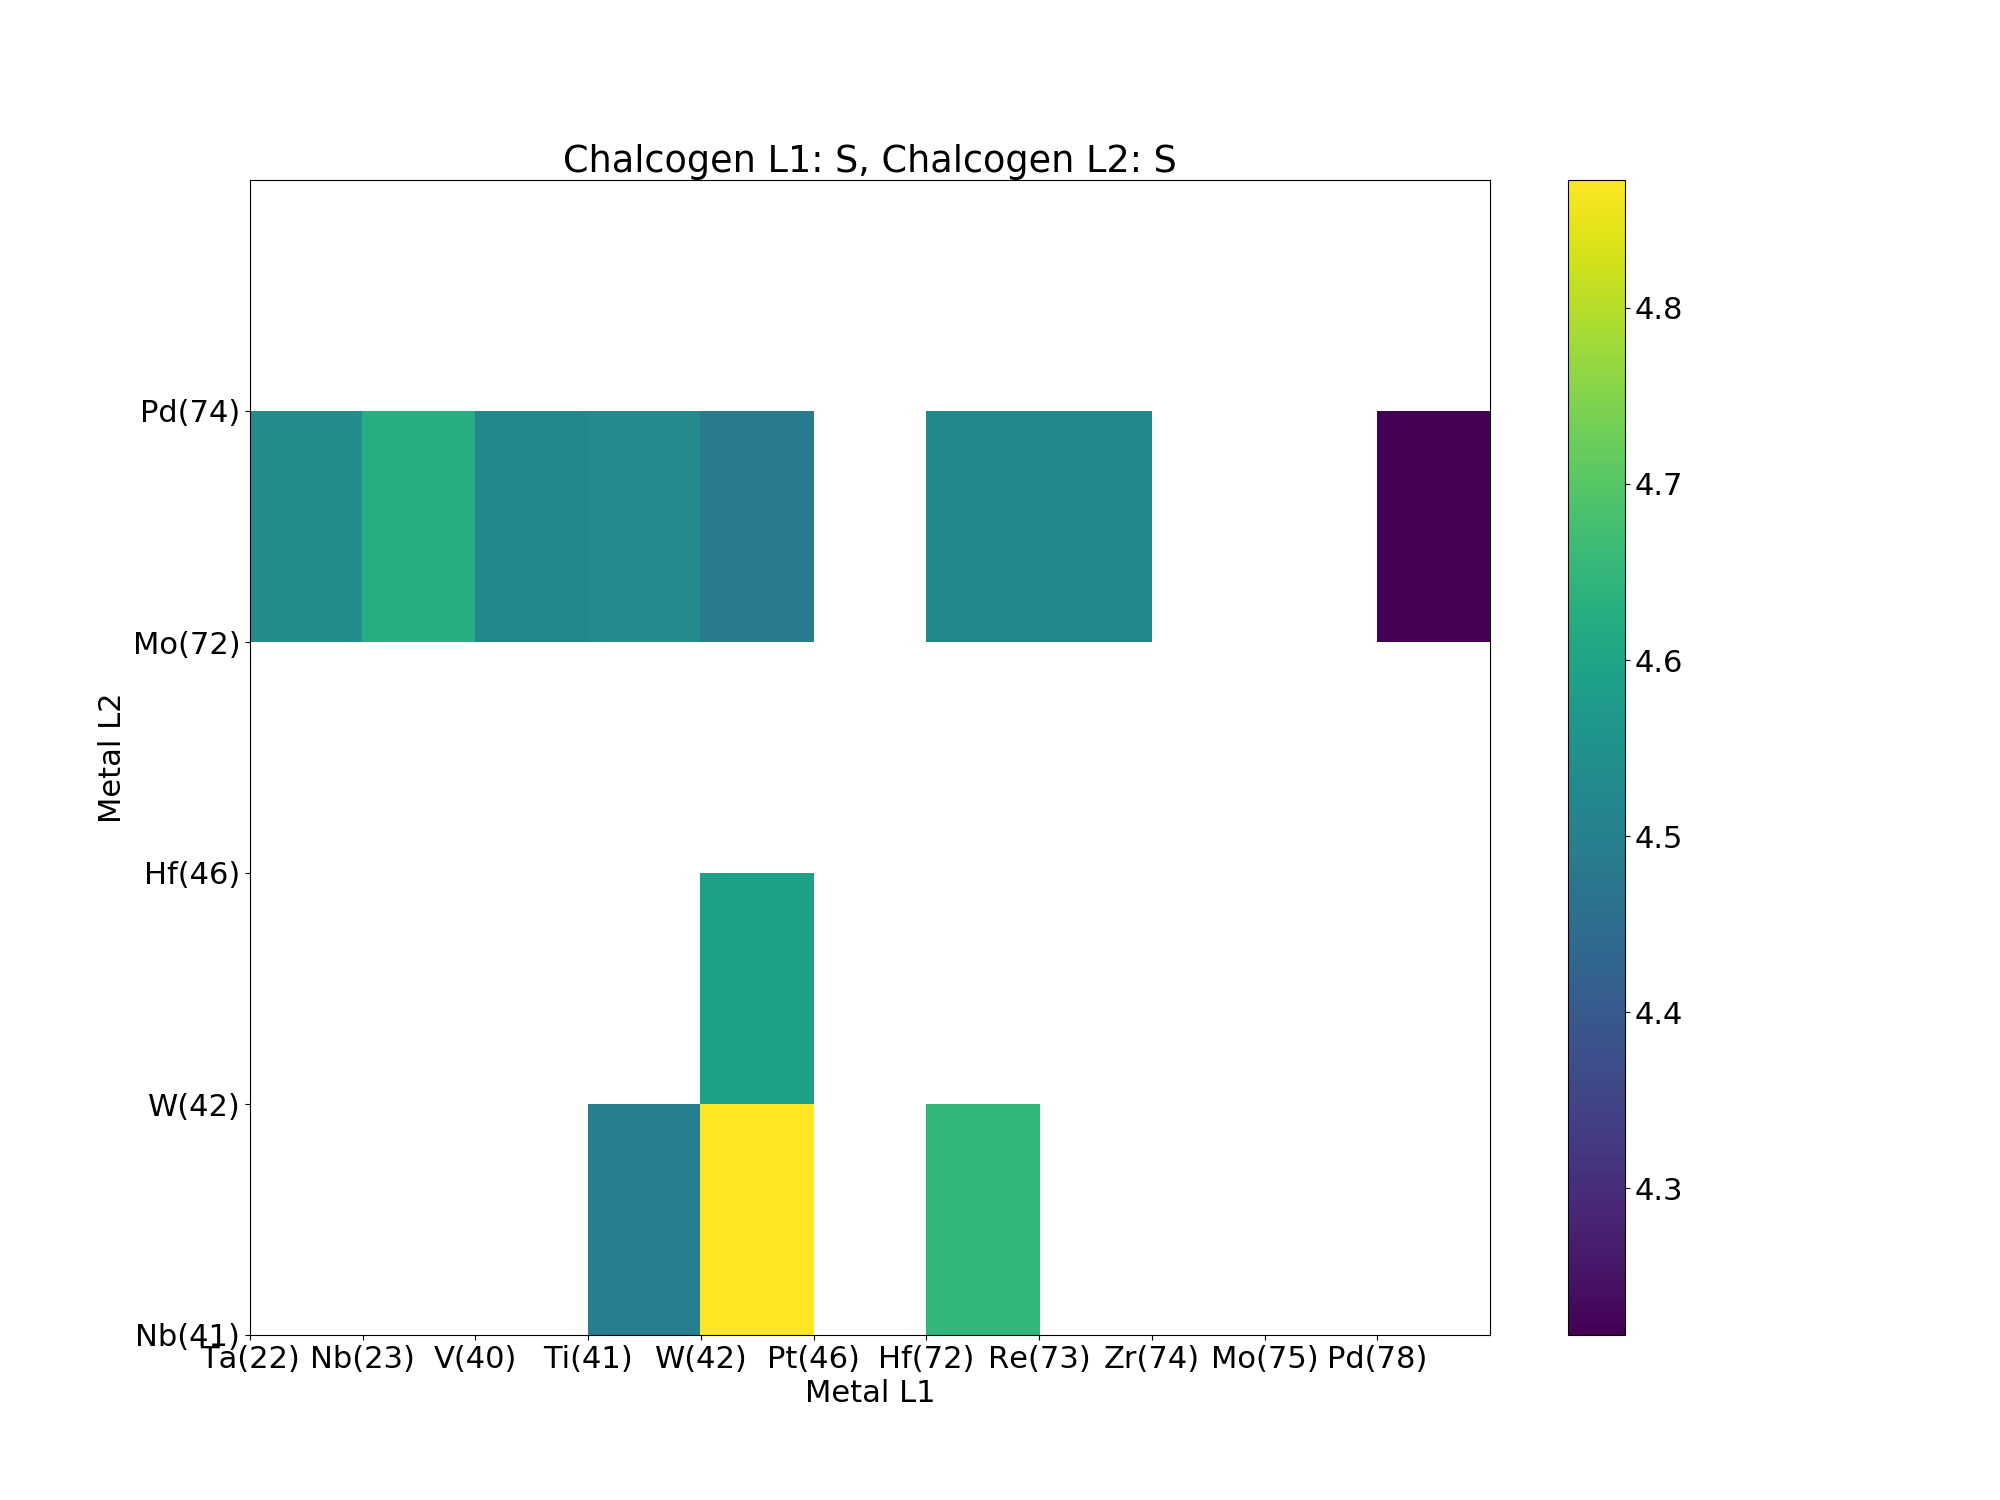 Chalcogen L1: S, Chalcogen L2: S
Pd(74)
Mo(72)
Hf(46)
W(42)
Nb(41)
Metal L2
Ta(22) Nb(23) V(40) Ti(41) W(42) Pt(46) Hf(72) Re(73) Zr(74) Mo(75) Pd(78)
Metal L1
4.8
4.7
4.6
4.5
4.4
4.3